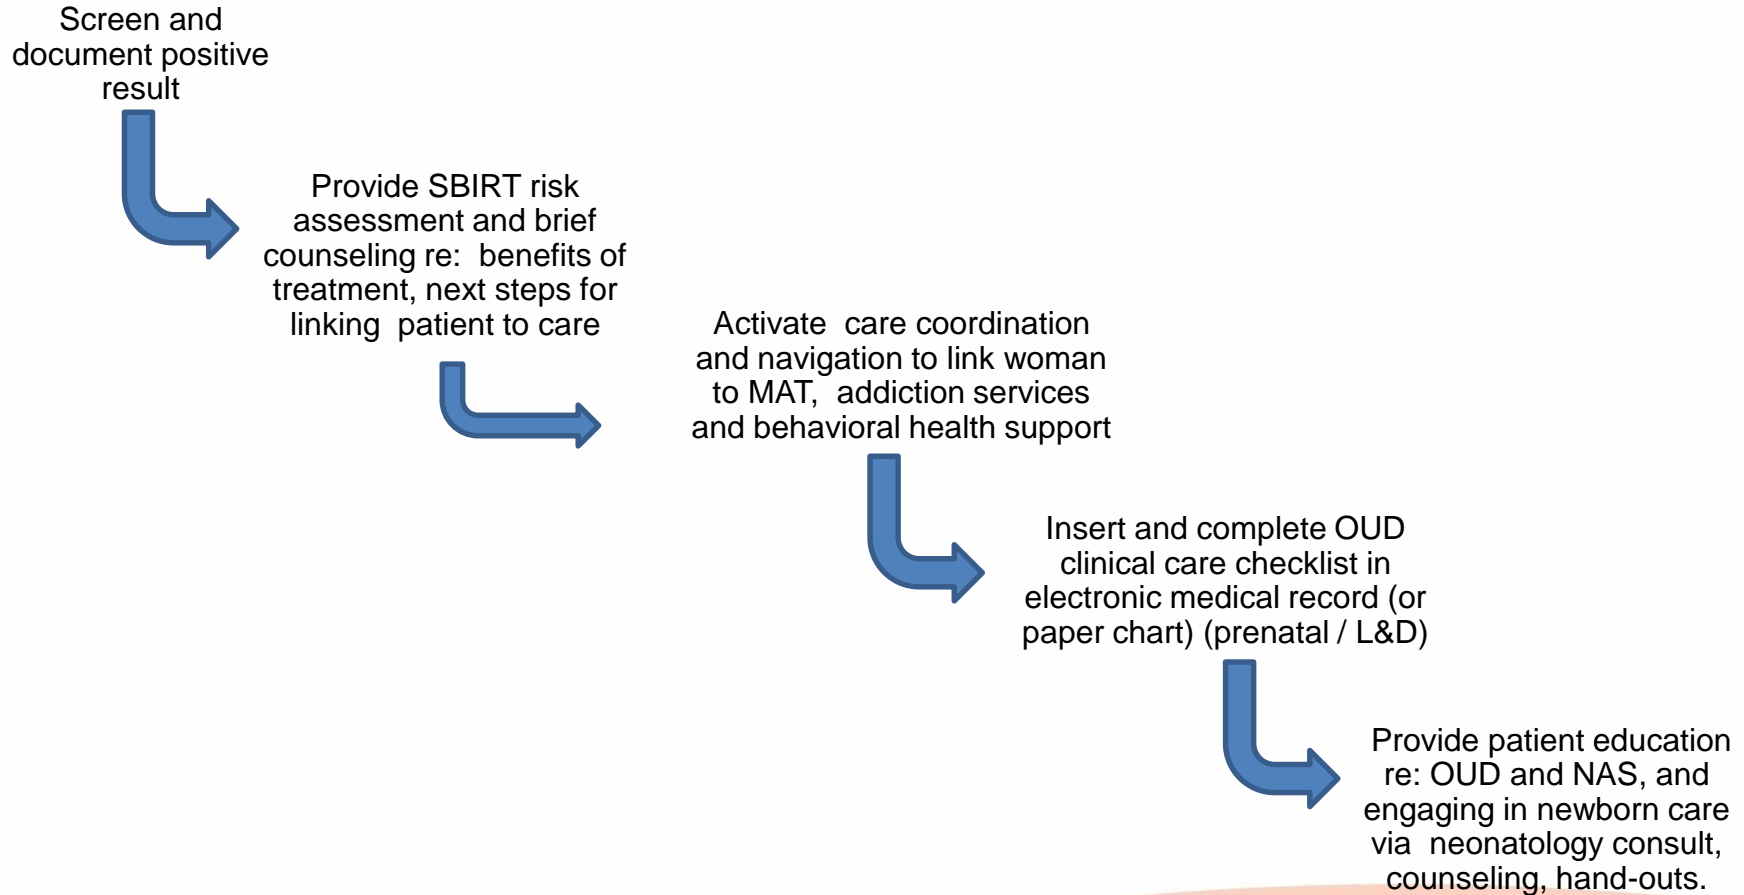 Screen and
document positive
result
Provide SBIRT risk
assessment and brief
counseling re:  benefits of
treatment, next steps for
linking  patient to care
Activate  care coordination
and navigation to link woman
to MAT,  addiction services
and behavioral health support
Insert and complete OUD
clinical care checklist in
electronic medical record (or
paper chart) (prenatal / L&D)
Provide patient education
re: OUD and NAS, and
engaging in newborn care
via  neonatology consult,
counseling, hand-outs.